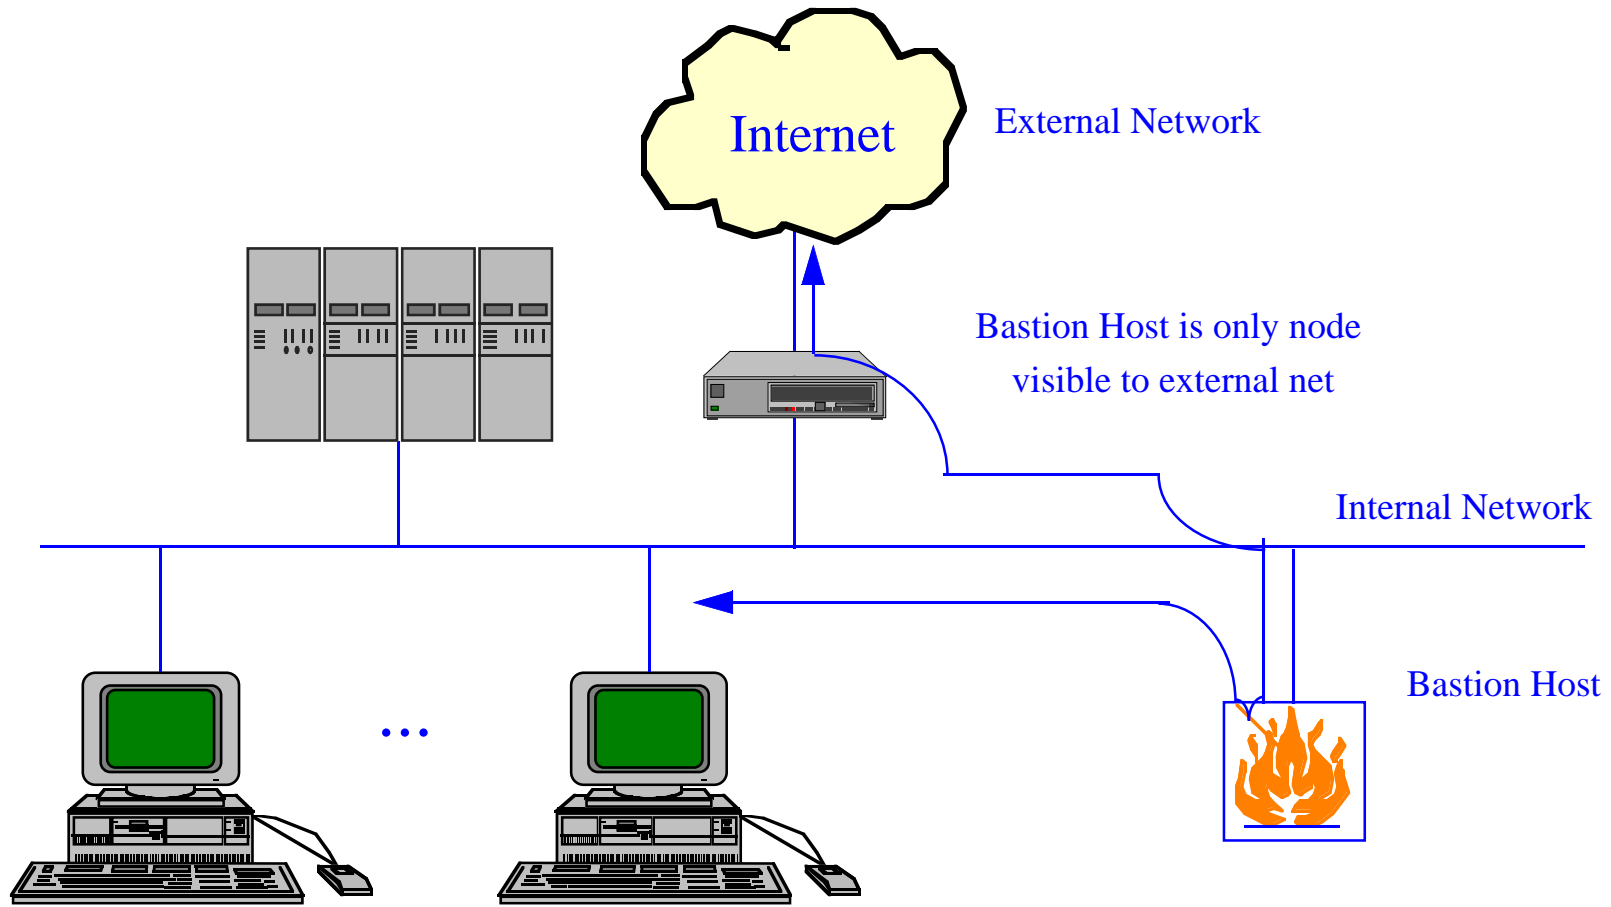 Internet
External Network
Bastion Host is only node
visible to external net
Internal Network
Bastion Host
...